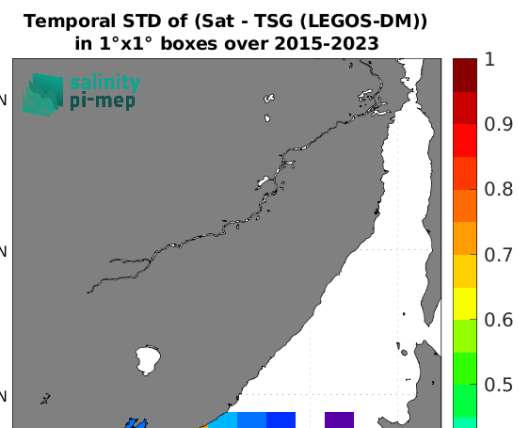 Temporal STD of (Sat - TSG (LEGOS-DM))
in 1°x1° boxes over 2015-2023
salinity
pi-mep
N
N
N
1
0.9
0.8
0.7
0.6
0.5